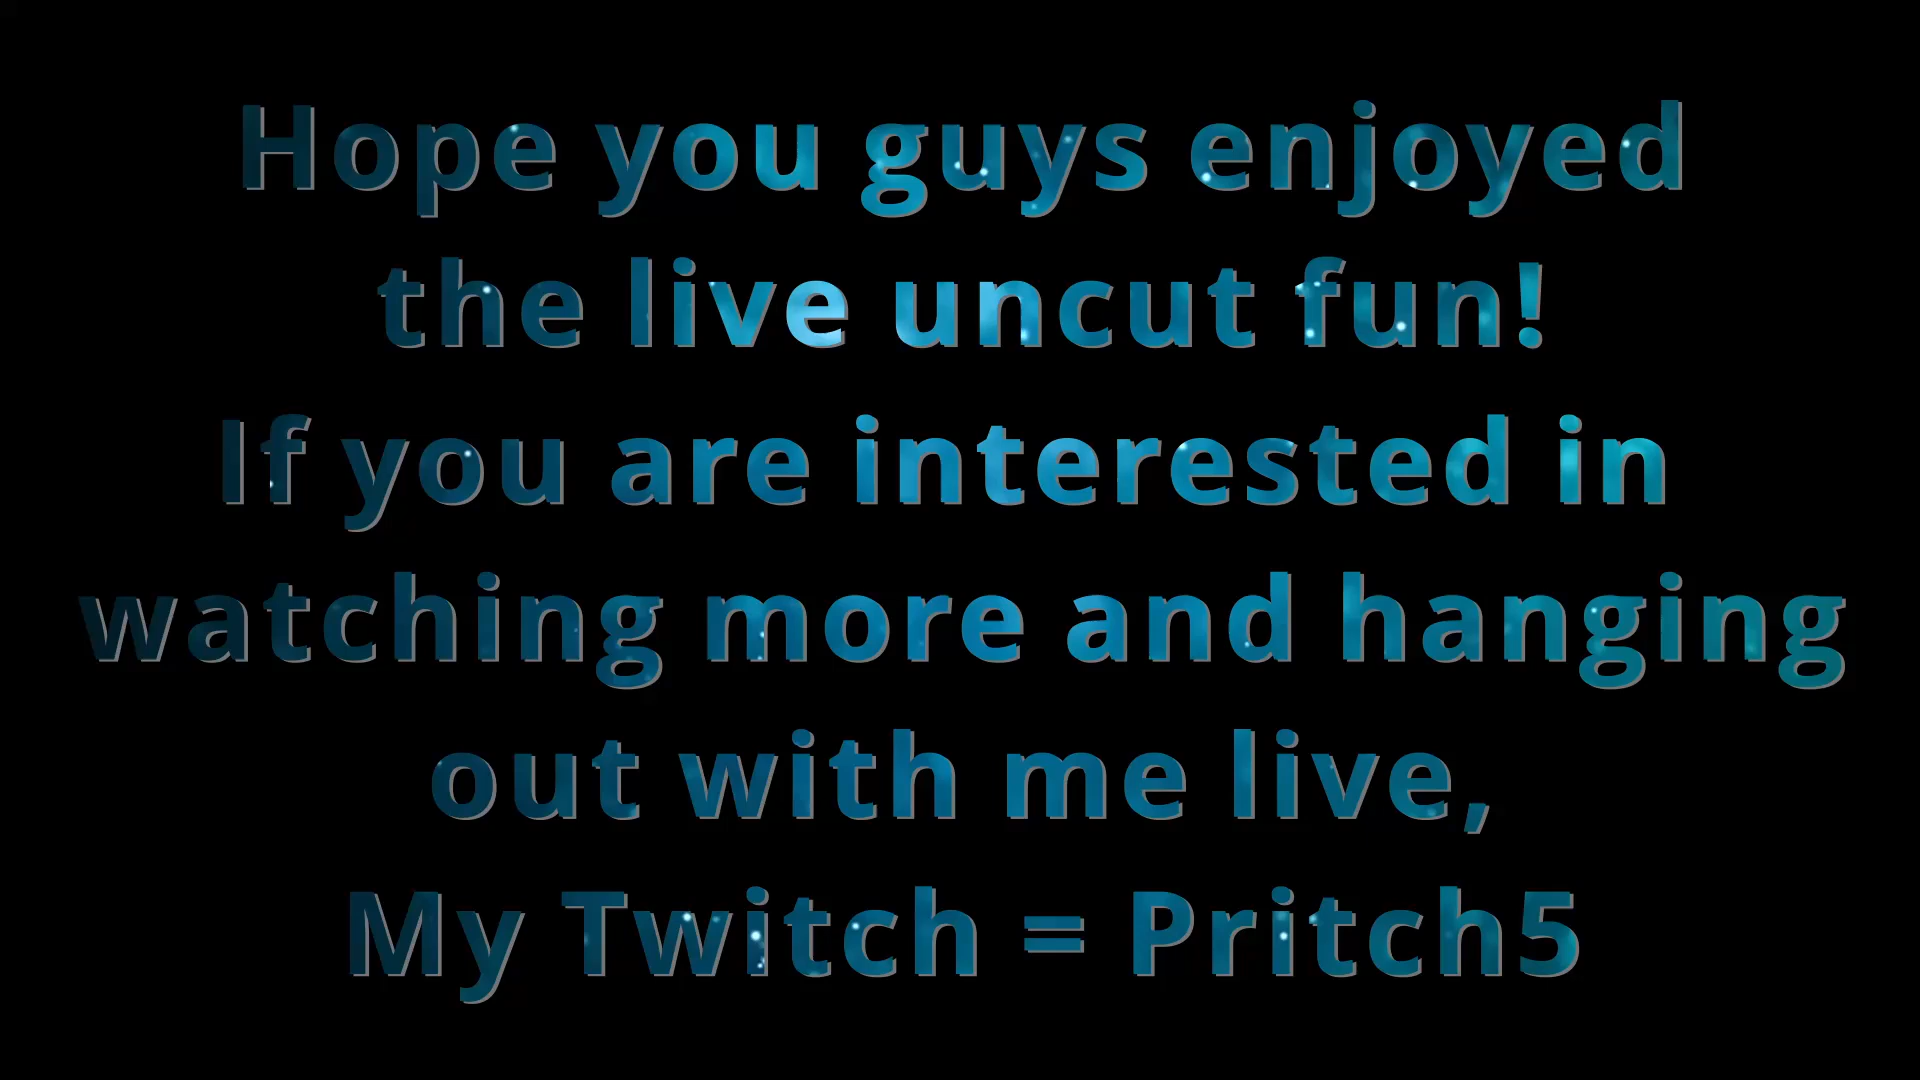 Hope you guys enjoyed
the live uncut fun!
If you are interested in
watching more and hanging
out with me live,
My Twitch = Pritch5